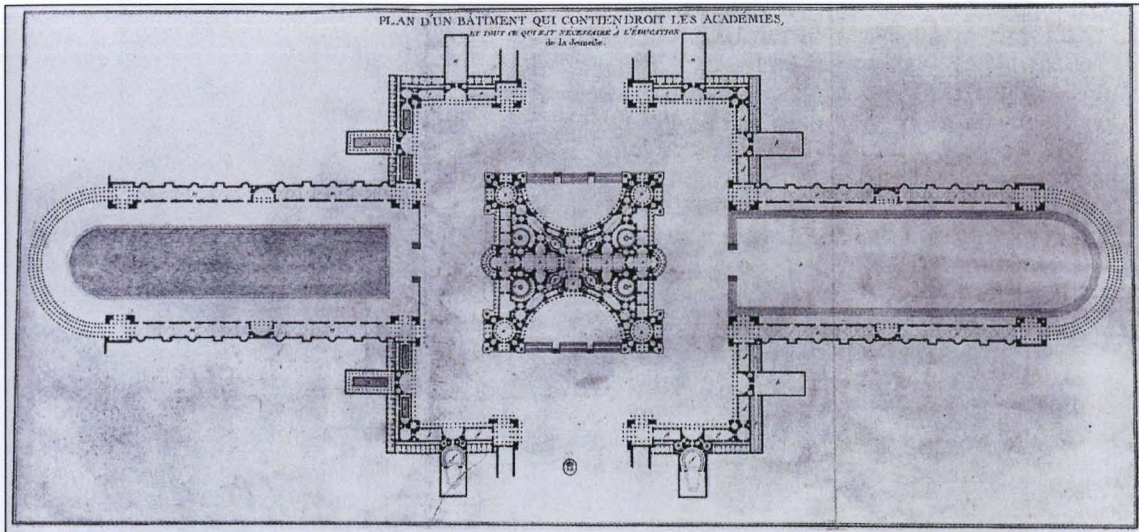 PLAN D'UN BÂTIMENT QUI CONTIENDROIT LES ACADÉMIES,
ET TOUT CE QUI EST NÉCESSAIRE À L'ÉDUCATION
de la Jeunesse.